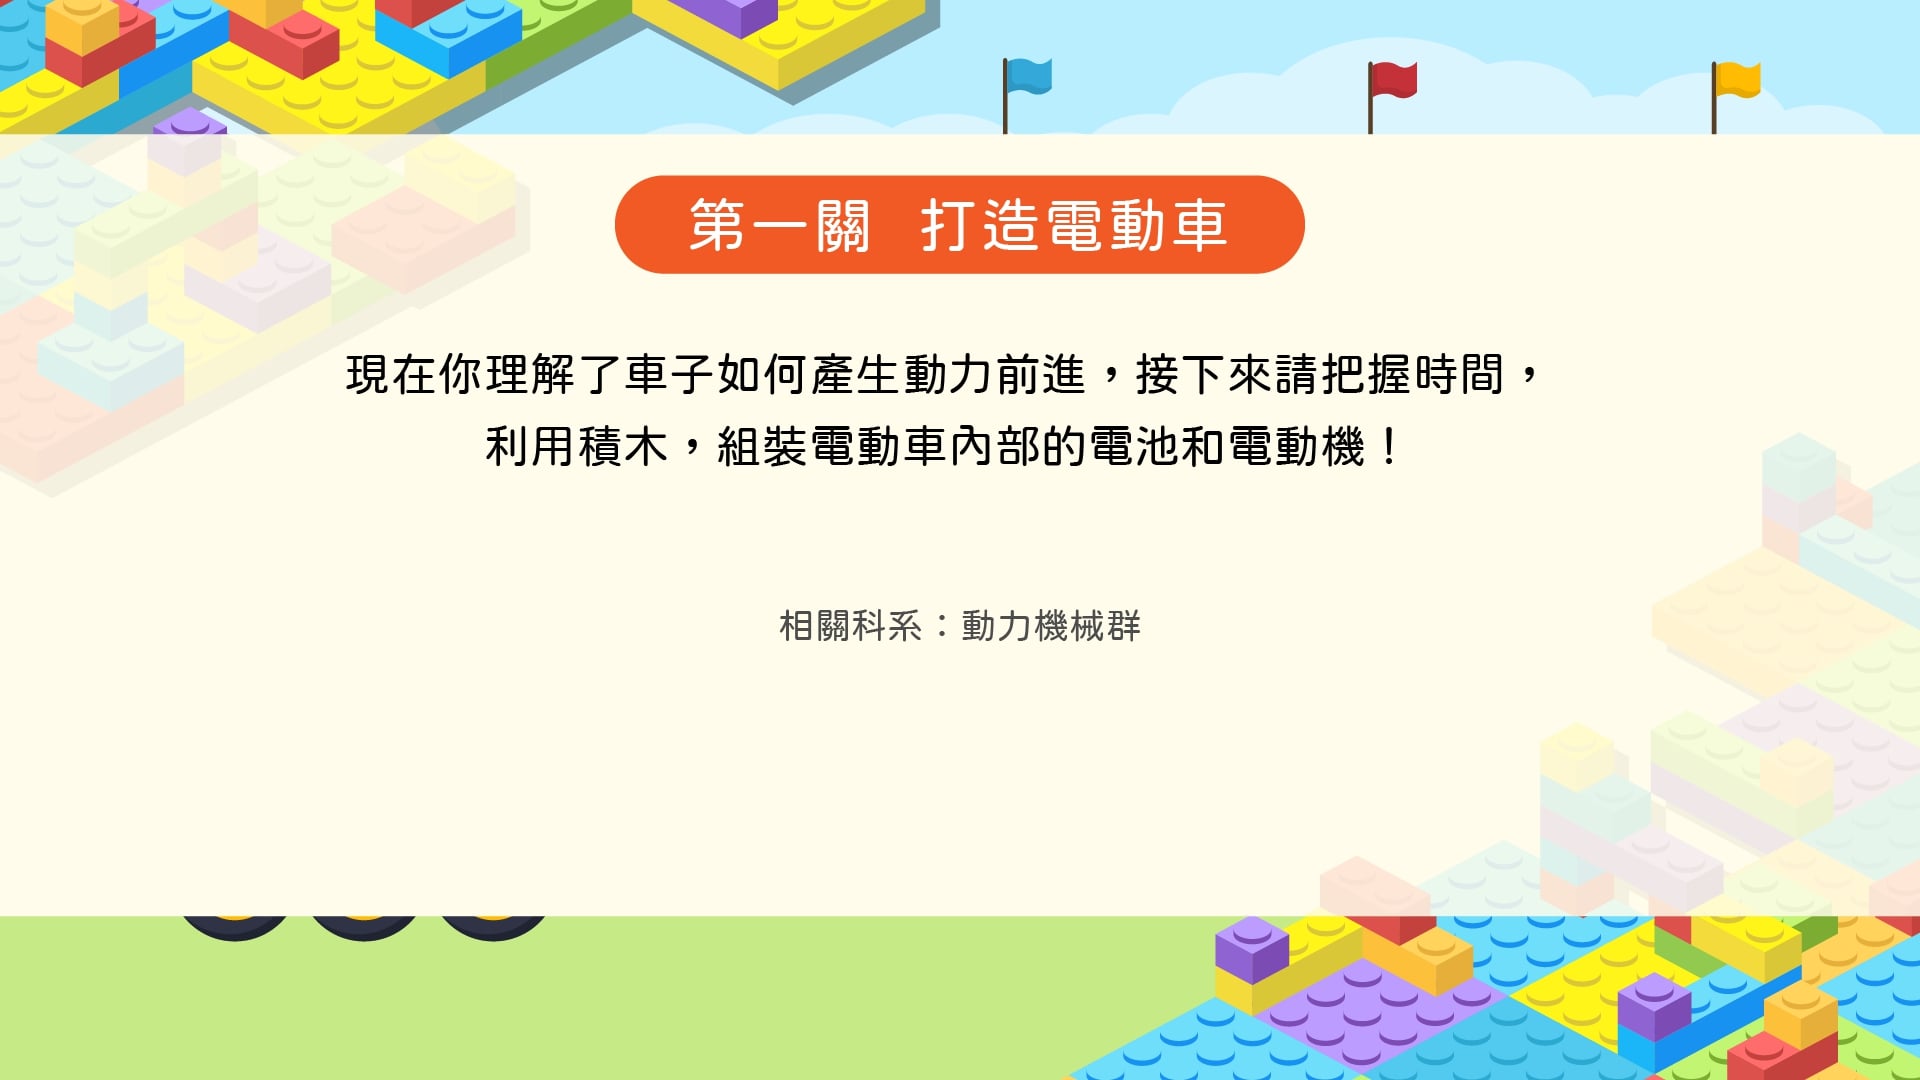 第一關 打造電動車
現在你理解了車子如何產生動力前進，接下來請把握時間，
利用積木，組裝電動車內部的電池和電動機！
相關科系：動力機械群